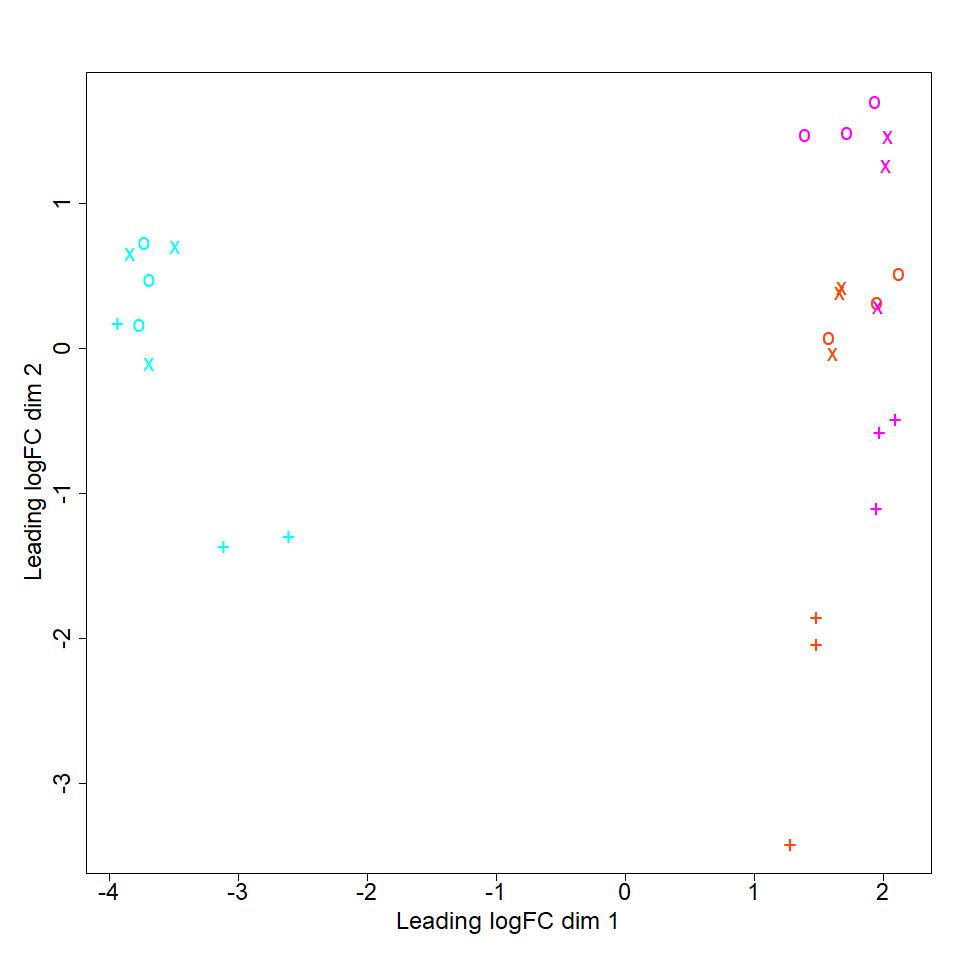 o
o
o
x
x
1
o
x
x
o
o
x
x
+
o
o
x
0
o
x
x
+
+
Leading logFC dim 2
-1
+
+
+
+
-2
+
-3
+
-4 -3 -2 -1 0 1 2
Leading logFC dim 1